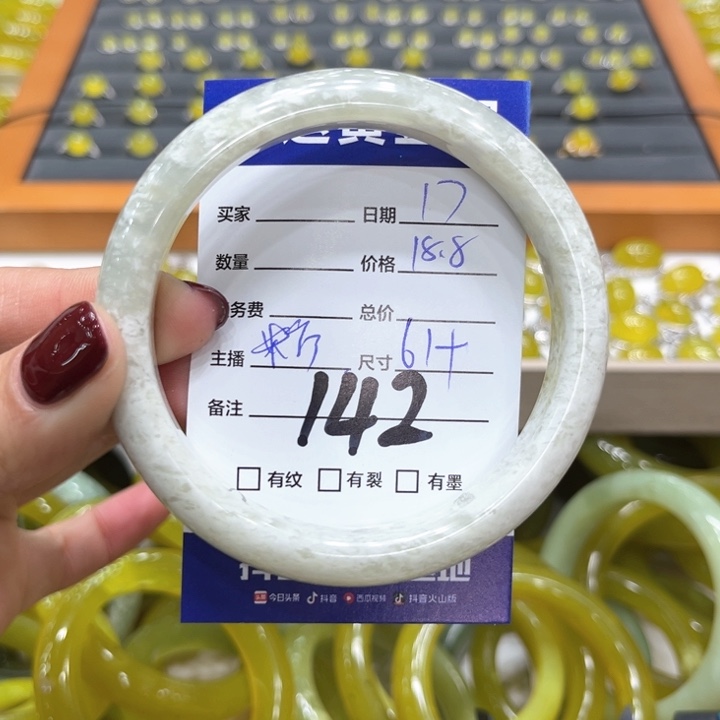 买家 日期 17
数量 价格 18.8
务费 总价
主播 尺寸 61+
备注 142
有纹 有裂 有墨
今日头条 抖音 西瓜视频 抖音火山版